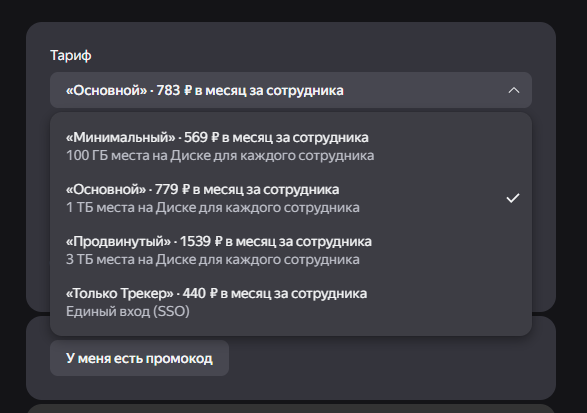 Тариф
«Основной» · 783 ₽ в месяц за сотрудника
«Минимальный» · 569 ₽ в месяц за сотрудника
100 ГБ места на Диске для каждого сотрудника
«Основной» · 779 ₽ в месяц за сотрудника
1 ТБ места на Диске для каждого сотрудника
«Продвинутый» · 1539 ₽ в месяц за сотрудника
3 ТБ места на Диске для каждого сотрудника
«Только Трекер» · 440 ₽ в месяц за сотрудника
Единый вход (SSO)
У меня есть промокод